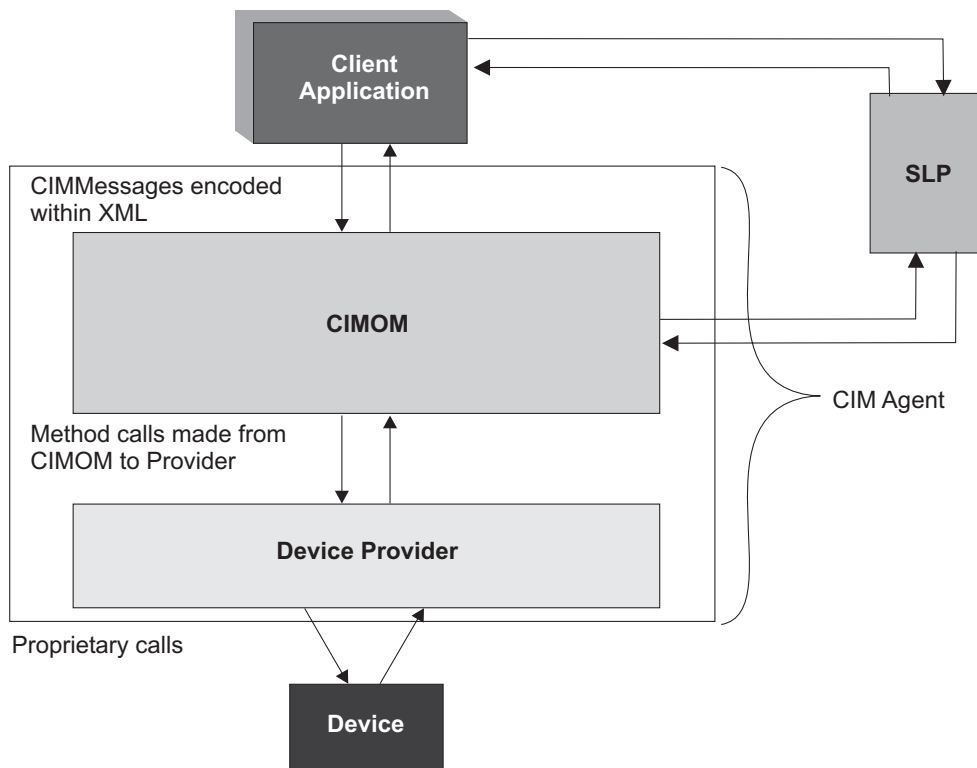 Client
Application
SLP
CIMMessages encoded
within XML
CIMOM
CIM Agent
Method calls made from
CIMOM to Provider
Device Provider
Proprietary calls
Device